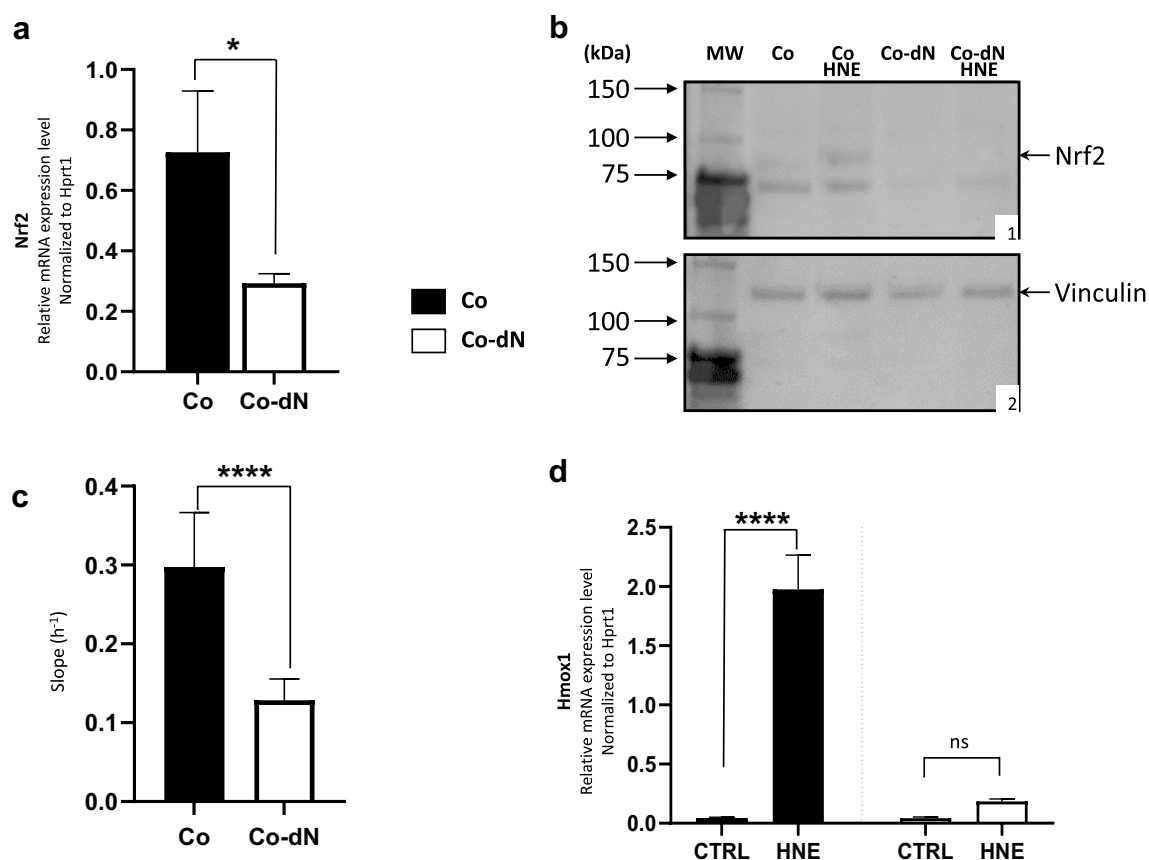 a
*
Nrf2
Relative mRNA expression level
Normalized to Hprt1
1.0
0.8
0.6
0.4
0.2
0.0
Co
Co-dN
Co
Co-dN
b
(kDa)
MW
Co
Co
HNE
Co-dN
Co-dN
HNE
150
100
75
Nrf2
1
150
100
75
Vinculin
2
c
****
Slope (h-1)
0.4
0.3
0.2
0.1
0.0
Co
Co-dN
d
****
Hmox1
Relative mRNA expression level
Normalized to Hprt1
2.5
2.0
1.5
1.0
0.5
0.0
ns
CTRL
HNE
CTRL
HNE